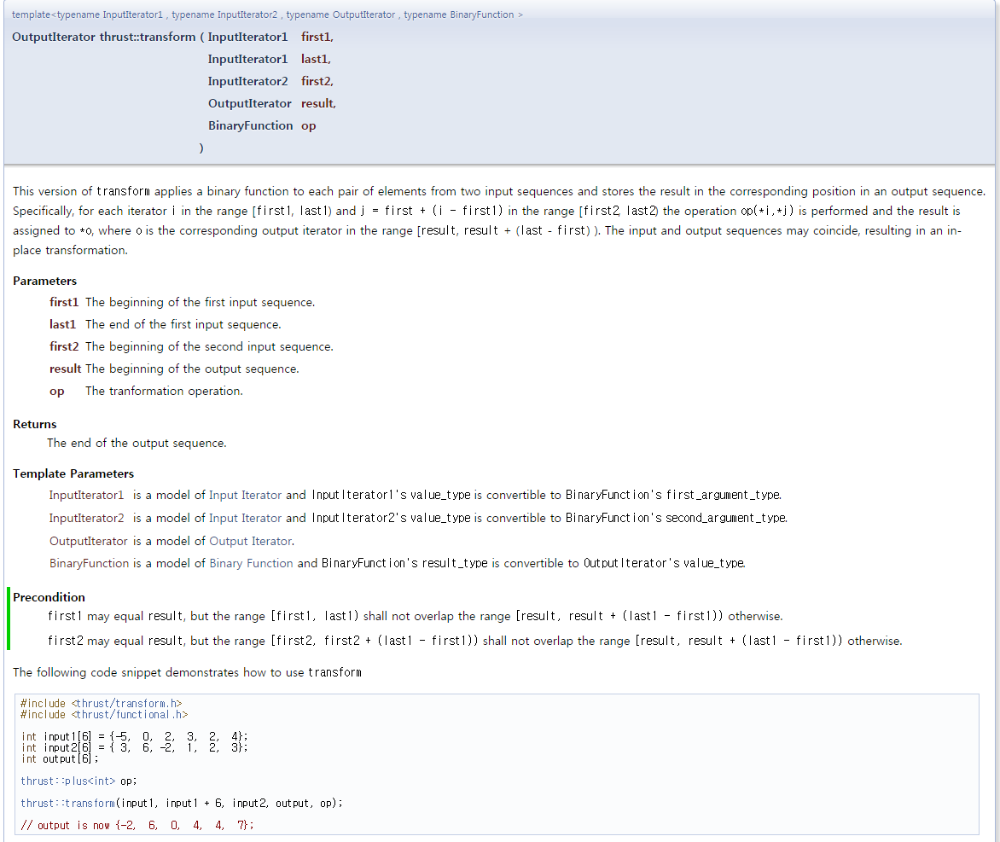 template<typename InputIterator1 , typename InputIterator2 , typename OutputIterator , typename BinaryFunction >
OutputIterator thrust::transform ( InputIterator1 first1,
InputIterator1 last1,
InputIterator2 first2,
OutputIterator result,
BinaryFunction op
)
This version of transform applies a binary function to each pair of elements from two input sequences and stores the result in the corresponding position in an output sequence.
Specifically, for each iterator i in the range [first1, last1) and j = first + (i - first1) in the range [first2, last2) the operation op(*i,*j) is performed and the result is
assigned to *o, where o is the corresponding output iterator in the range [result, result + (last - first) ). The input and output sequences may coincide, resulting in an in-
place transformation.
Parameters
first1 The beginning of the first input sequence.
last1 The end of the first input sequence.
first2 The beginning of the second input sequence.
result The beginning of the output sequence.
op The tranformation operation.
Returns
The end of the output sequence.
Template Parameters
InputIterator1 is a model of Input Iterator and InputIterator1's value_type is convertible to BinaryFunction's first_argument_type.
InputIterator2 is a model of Input Iterator and InputIterator2's value_type is convertible to BinaryFunction's second_argument_type.
OutputIterator is a model of Output Iterator.
BinaryFunction is a model of Binary Function and BinaryFunction's result_type is convertible to OutputIterator's value_type.
Precondition
first1 may equal result, but the range [first1, last1) shall not overlap the range [result, result + (last1 - first1)) otherwise.
first2 may equal result, but the range [first2, first2 + (last1 - first1)) shall not overlap the range [result, result + (last1 - first1)) otherwise.
The following code snippet demonstrates how to use transform
#include <thrust/transform.h>
#include <thrust/functional.h>
int input1[6] = {-5, 0, 2, 3, 2, 4};
int input2[6] = { 3, 6, -2, 1, 2, 3};
int output[6];
thrust::plus<int> op;
thrust::transform(input1, input1 + 6, input2, output, op);
// output is now {-2, 6, 0, 4, 4, 7};